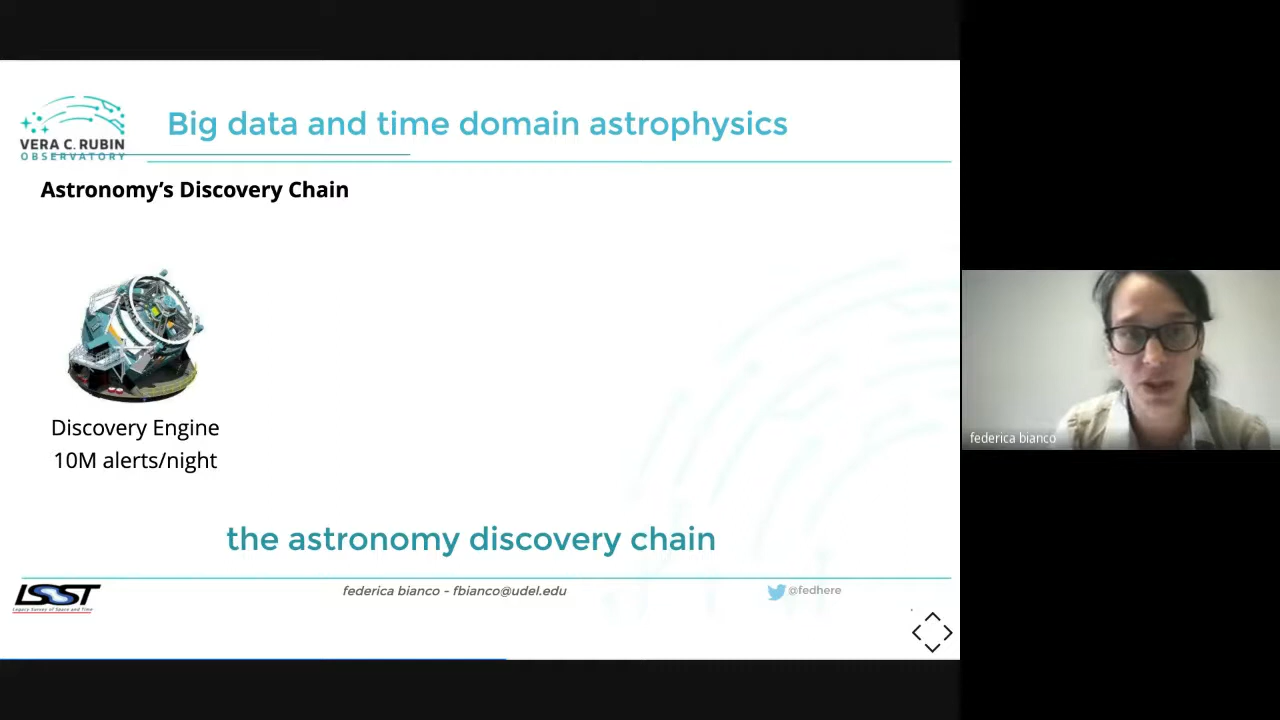 VERA C. RUBIN
OBSERVATORY
Big data and time domain astrophysics
Astronomy’s Discovery Chain
Discovery Engine
10M alerts/night
the astronomy discovery chain
LSST
Legacy Survey of Space and Time
federica bianco - fbianco@udel.edu
@fedhere
federica bianco